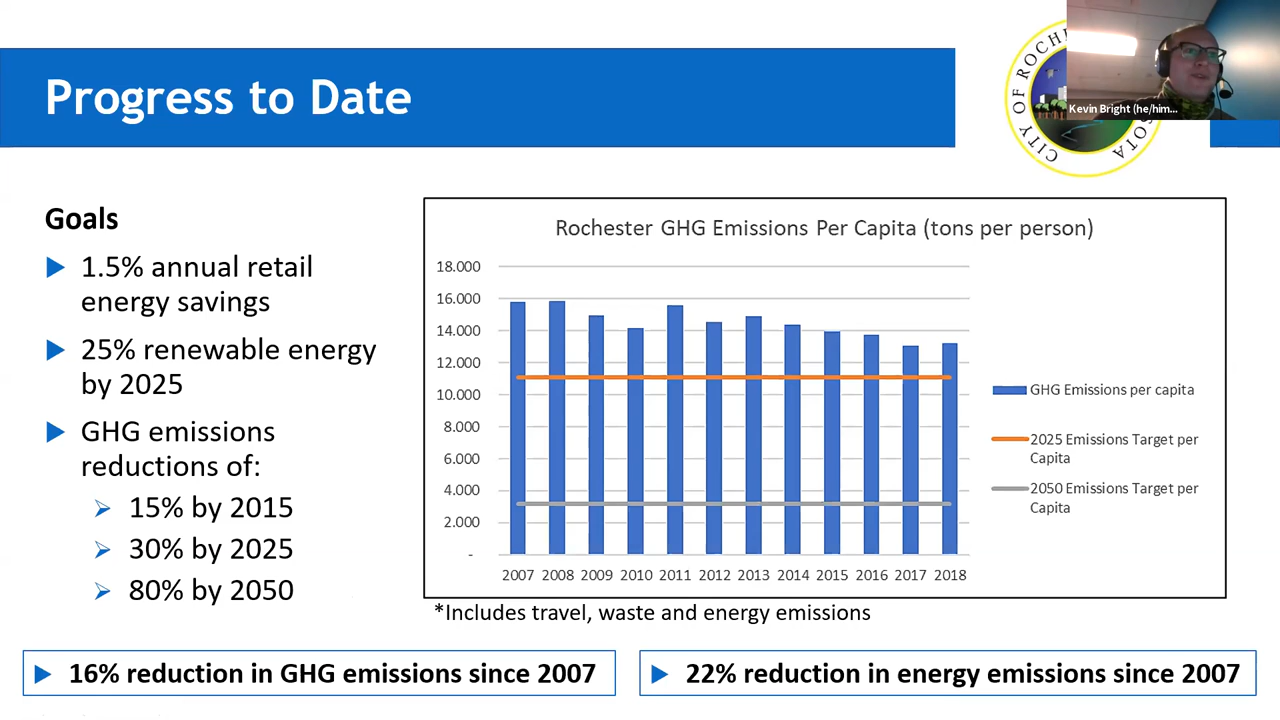 Progress to Date
CITY OF ROCH
SOTA
Kevin Bright (he/him...
Goals
1.5% annual retail
energy savings
25% renewable energy
by 2025
GHG emissions
reductions of:
15% by 2015
30% by 2025
80% by 2050
Rochester GHG Emissions Per Capita (tons per person)
18.000
16.000
14.000
12.000
10.000
8.000
6.000
4.000
2.000
-
2007 2008 2009 2010 2011 2012 2013 2014 2015 2016 2017 2018
GHG Emissions per capita
2025 Emissions Target per
Capita
2050 Emissions Target per
Capita
*Includes travel, waste and energy emissions
16% reduction in GHG emissions since 2007
22% reduction in energy emissions since 2007